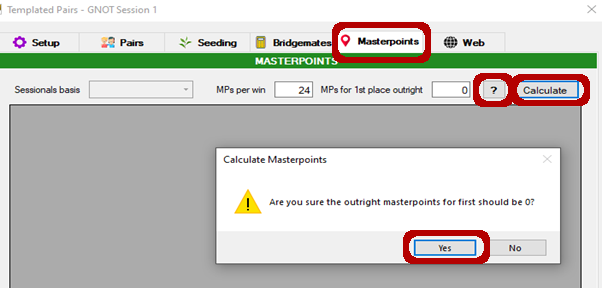 Templated Pairs - GNOT Session 1
Setup Pairs Seeding Bridgemates Masterpoints Web
MASTERPOINTS
Sessionals basis MPs per win 24 MPs for 1st place outright 0 ? Calculate
Calculate Masterpoints
Are you sure the outright masterpoints for first should be 0?
Yes No